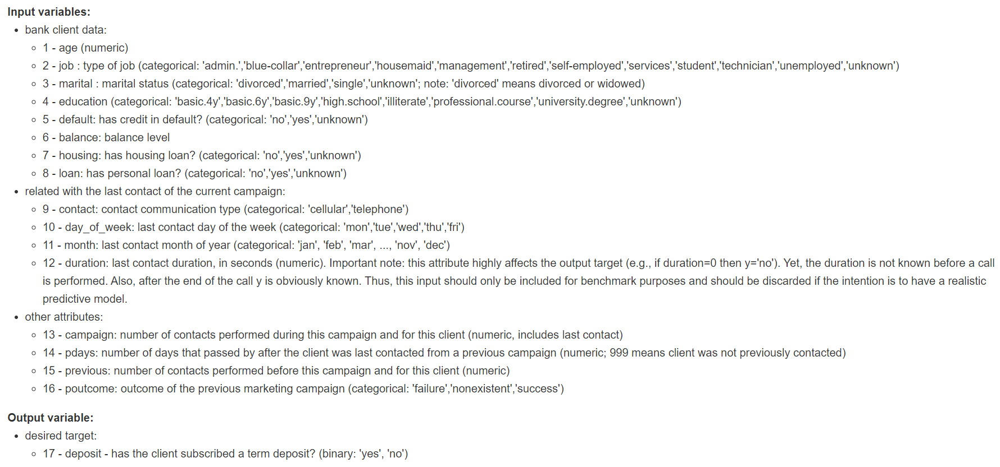 Input variables:
• bank client data:
○ 1 - age (numeric)
○ 2 - job : type of job (categorical: 'admin.','blue-collar','entrepreneur','housemaid','management','retired','self-employed','services','student','technician','unemployed','unknown')
○ 3 - marital : marital status (categorical: 'divorced','married','single','unknown'; note: 'divorced' means divorced or widowed)
○ 4 - education (categorical: 'basic.4y','basic.6y','basic.9y','high.school','illiterate','professional.course','university.degree','unknown')
○ 5 - default: has credit in default? (categorical: 'no','yes','unknown')
○ 6 - balance: balance level
○ 7 - housing: has housing loan? (categorical: 'no','yes','unknown')
○ 8 - loan: has personal loan? (categorical: 'no','yes','unknown')
• related with the last contact of the current campaign:
○ 9 - contact: contact communication type (categorical: 'cellular','telephone')
○ 10 - day_of_week: last contact day of the week (categorical: 'mon','tue','wed','thu','fri')
○ 11 - month: last contact month of year (categorical: 'jan', 'feb', 'mar', ..., 'nov', 'dec')
○ 12 - duration: last contact duration, in seconds (numeric). Important note: this attribute highly affects the output target (e.g., if duration=0 then y='no'). Yet, the duration is not known before a call
is performed. Also, after the end of the call y is obviously known. Thus, this input should only be included for benchmark purposes and should be discarded if the intention is to have a realistic
predictive model.
• other attributes:
○ 13 - campaign: number of contacts performed during this campaign and for this client (numeric, includes last contact)
○ 14 - pdays: number of days that passed by after the client was last contacted from a previous campaign (numeric; 999 means client was not previously contacted)
○ 15 - previous: number of contacts performed before this campaign and for this client (numeric)
○ 16 - poutcome: outcome of the previous marketing campaign (categorical: 'failure','nonexistent','success')
Output variable:
• desired target:
○ 17 - deposit - has the client subscribed a term deposit? (binary: 'yes', 'no')